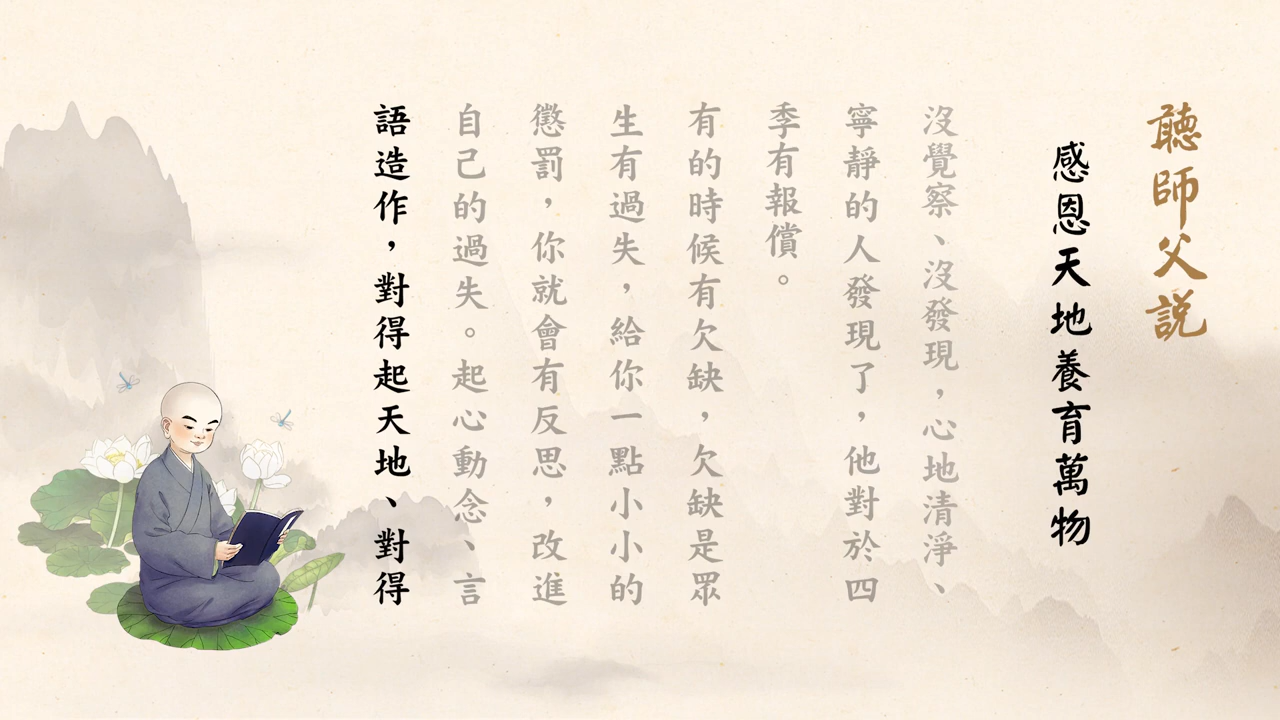 聽師父説
感恩天地養育萬物
沒覺察、沒發現，心地清淨、
寧靜的人發現了，他對於四
季有報償。
有的時候有欠缺，欠缺是眾
生有過失，給你一點小小的
懲罰，你就會有反思，改進
自己的過失。起心動念、言
語造作，對得起天地、對得